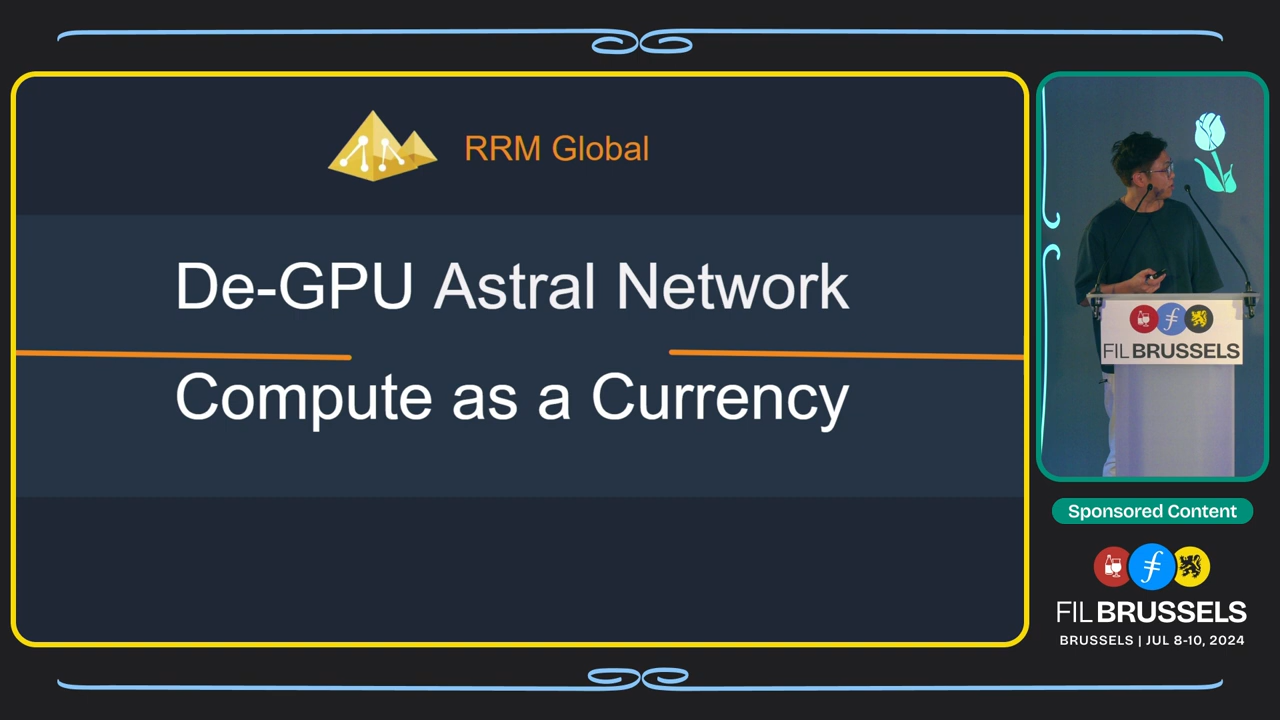 RRM Global
De-GPU Astral Network
Compute as a Currency
FIL BRUSSELS
Sponsored Content
FIL BRUSSELS
BRUSSELS | JUL 8-10, 2024